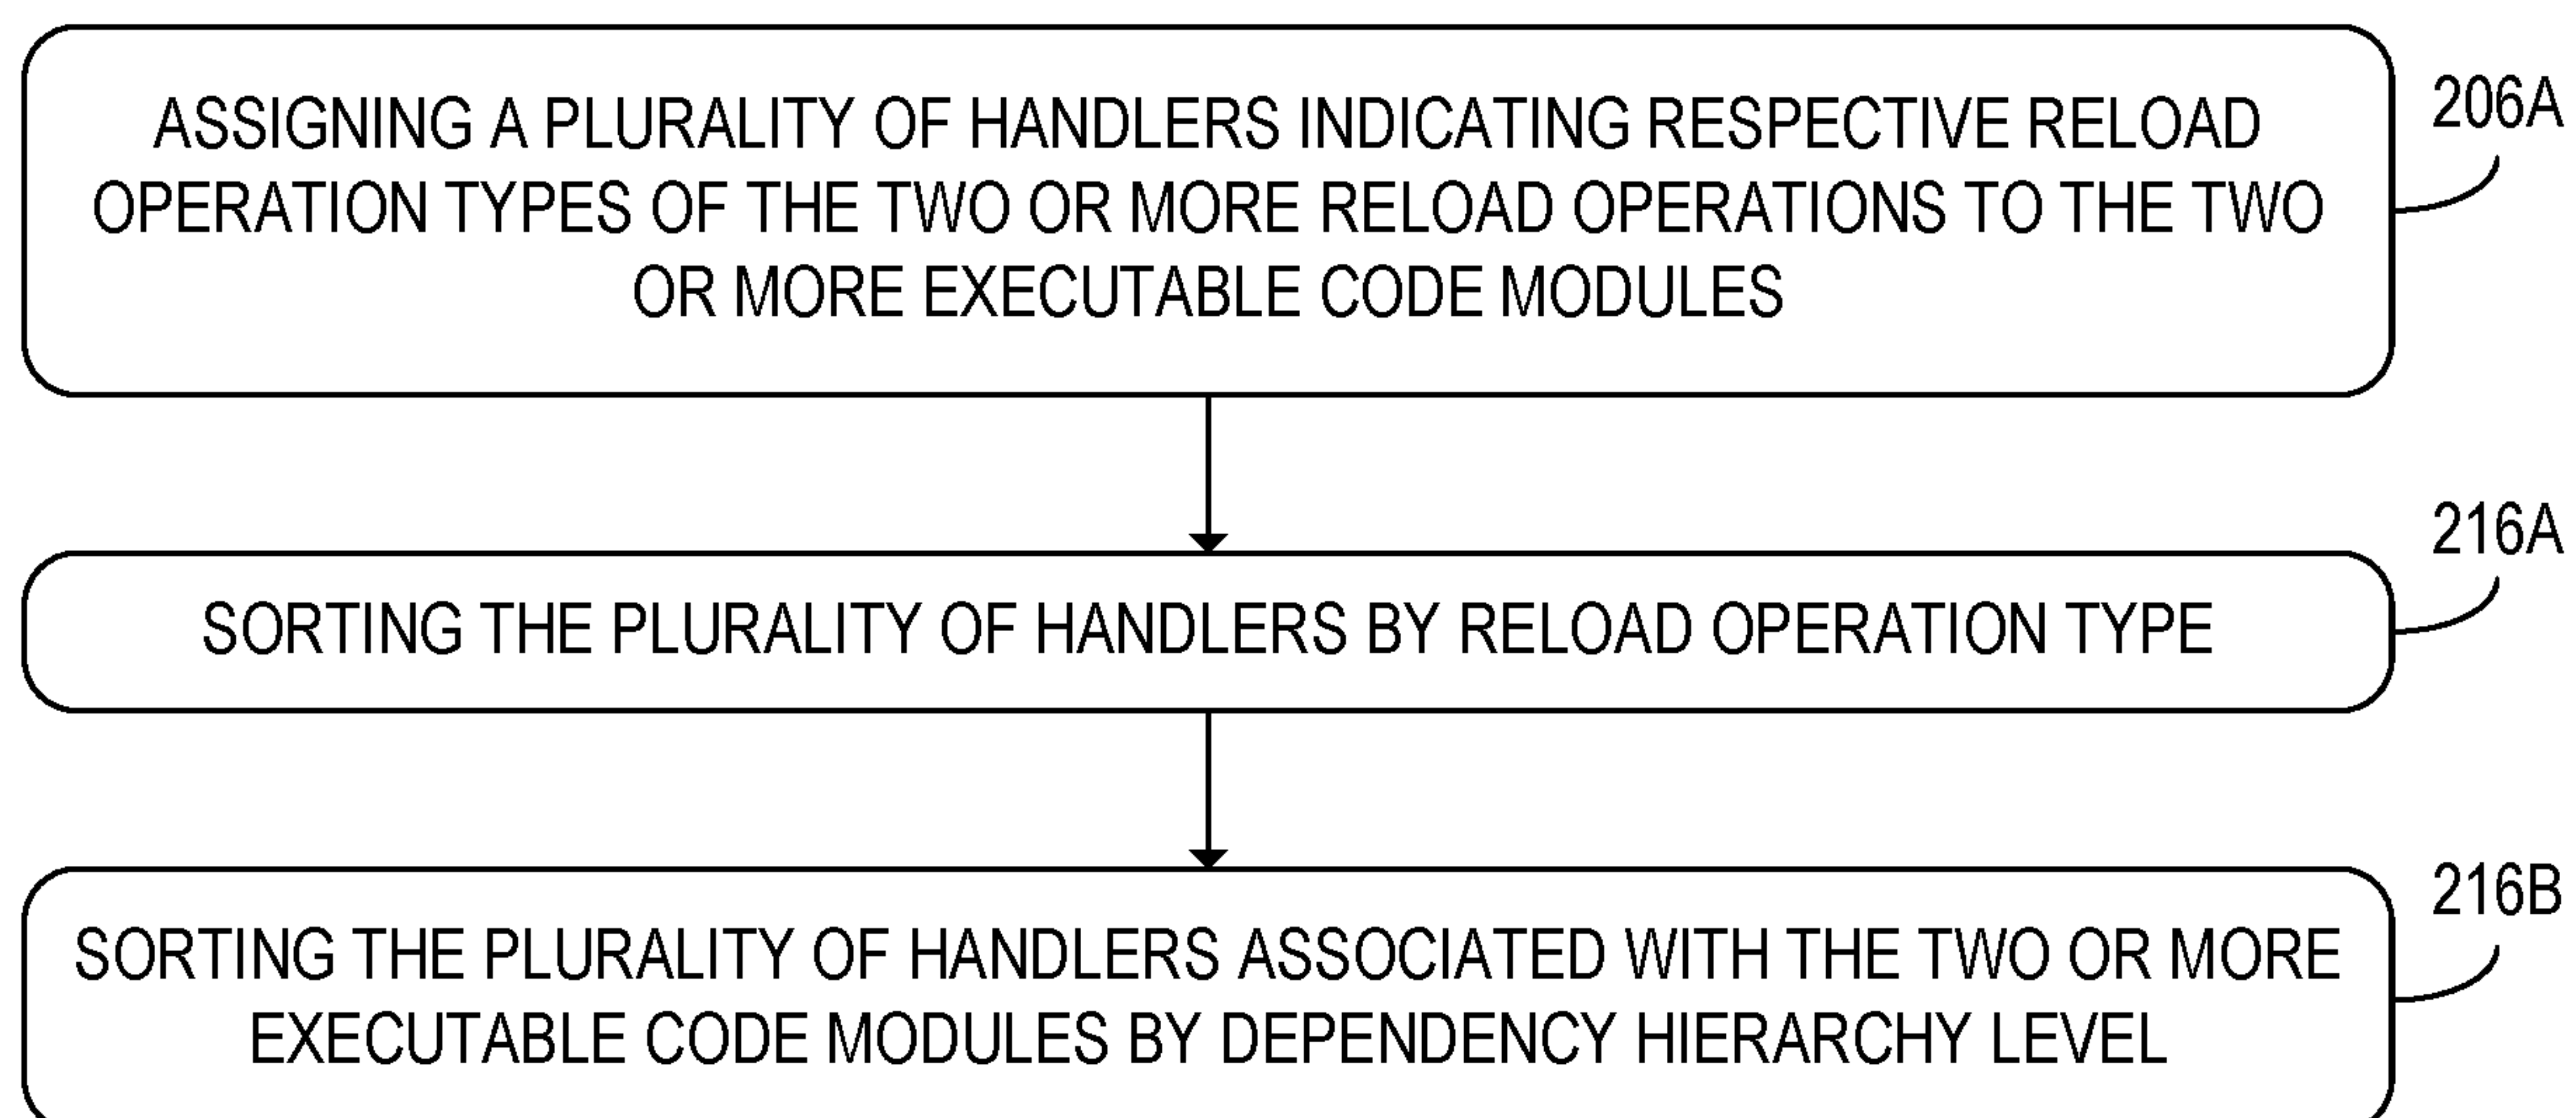 ASSIGNING A PLURALITY OF HANDLERS INDICATING RESPECTIVE RELOAD
OPERATION TYPES OF THE TWO OR MORE RELOAD OPERATIONS TO THE TWO
OR MORE EXECUTABLE CODE MODULES
206A
SORTING THE PLURALITY OF HANDLERS BY RELOAD OPERATION TYPE
216A
SORTING THE PLURALITY OF HANDLERS ASSOCIATED WITH THE TWO OR MORE
EXECUTABLE CODE MODULES BY DEPENDENCY HIERARCHY LEVEL
216B